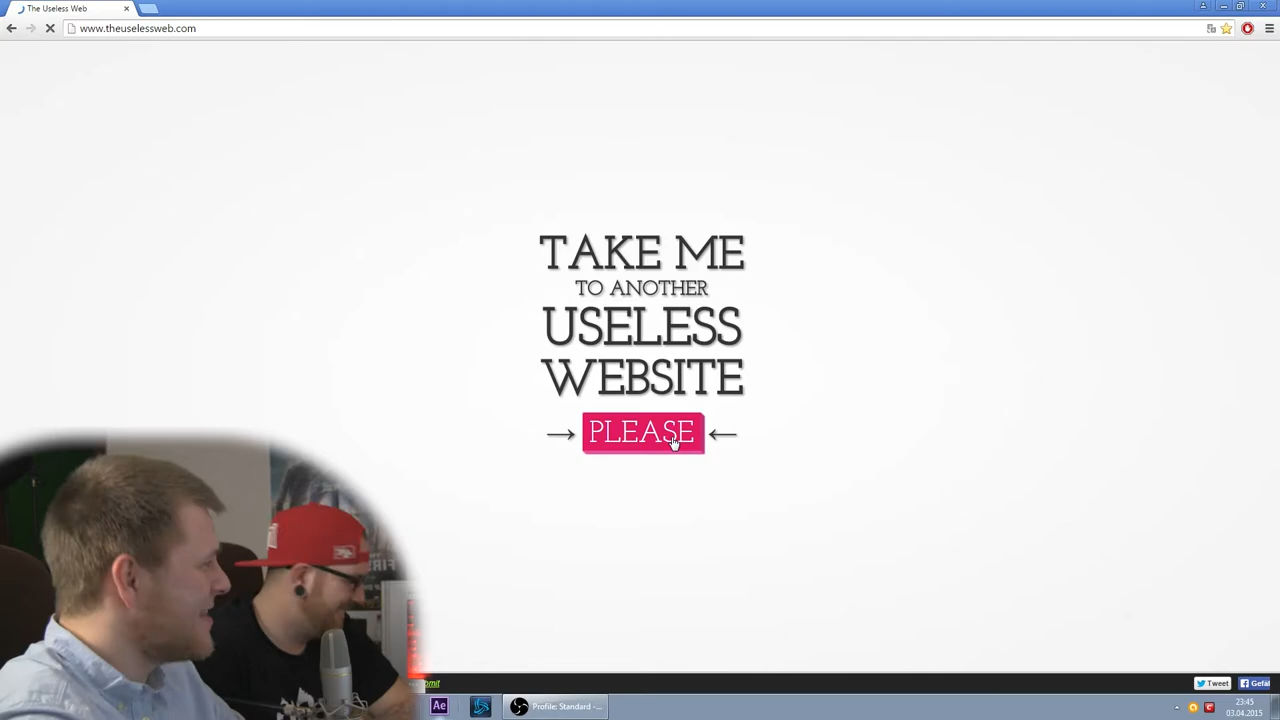 The Useless Web
www.theuselessweb.com
TAKE ME
TO ANOTHER
USELESS
WEBSITE
→ PLEASE ←
Tweet
Ae
Profile: Standard -...
23:45
03.04.2015